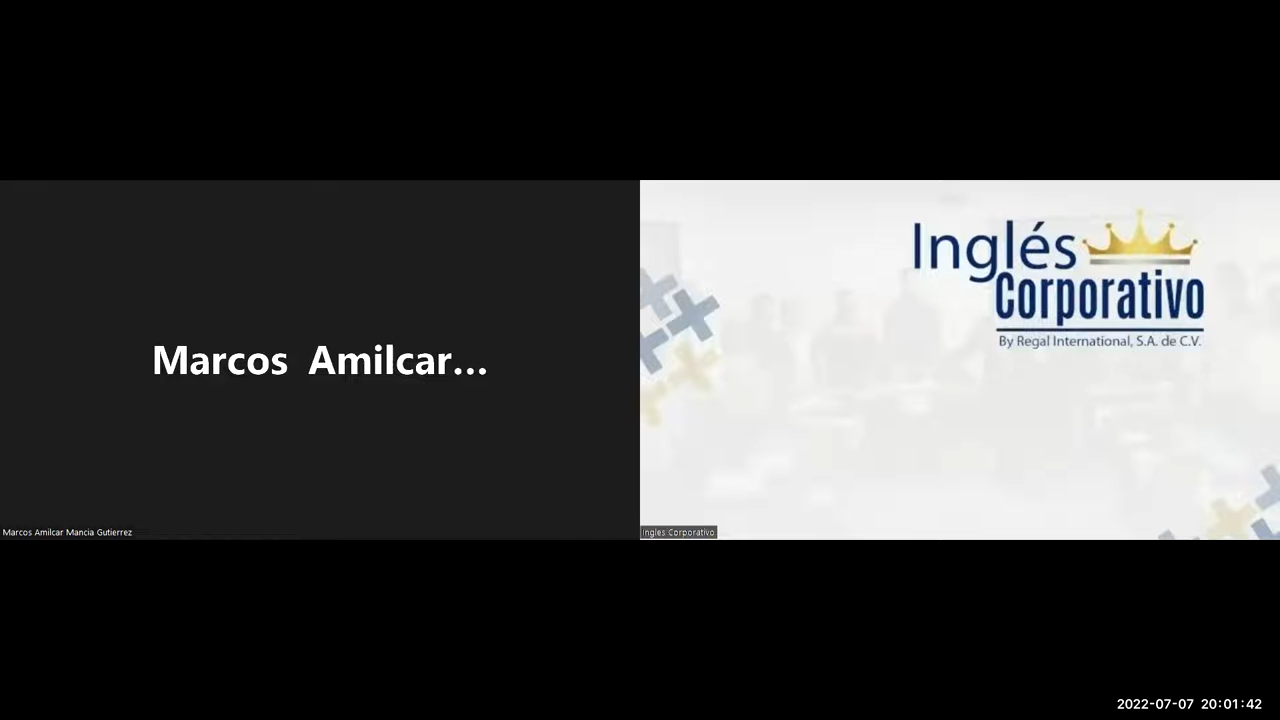 Marcos Amilcar...
Marcos Amilcar Mancia Gutierrez
Inglés
Corporativo
By Regal International, S.A. de C.V.
Ingles Corporativo
2022-07-07 20:01:42